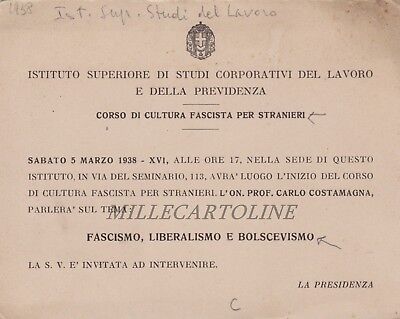 1938 Ist. Sup. Studi del Lavoro
ISTITUTO SUPERIORE DI STUDI CORPORATIVI DEL LAVORO
E DELLA PREVIDENZA
CORSO DI CULTURA FASCISTA PER STRANIERI
SABATO 5 MARZO 1938 - XVI, ALLE ORE 17, NELLA SEDE DI QUESTO
ISTITUTO, IN VIA DEL SEMINARIO, 113, AVRA' LUOGO L'INIZIO DEL CORSO
DI CULTURA FASCISTA PER STRANIERI. L'ON. PROF. CARLO COSTAMAGNA,
PARLERA' SUL TEMA:
MILLECARTOLINE
FASCISMO, LIBERALISMO E BOLSCEVISMO
LA S. V. E' INVITATA AD INTERVENIRE.
LA PRESIDENZA
C